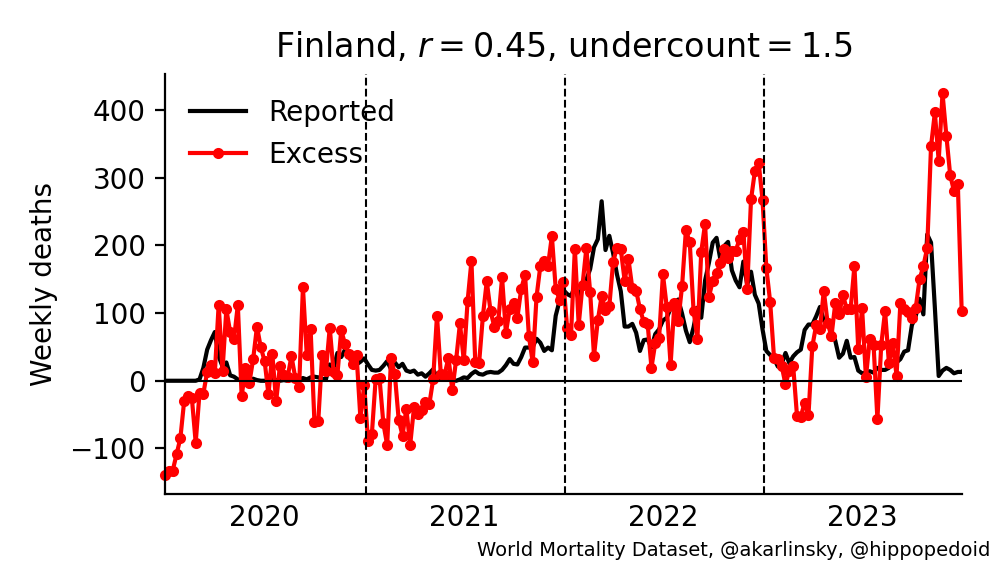 Finland, r = 0.45, undercount = 1.5
Reported
Excess
Weekly deaths
400
300
200
100
0
−100
2020 2021 2022 2023
World Mortality Dataset, @akarlinsky, @hippopedoid